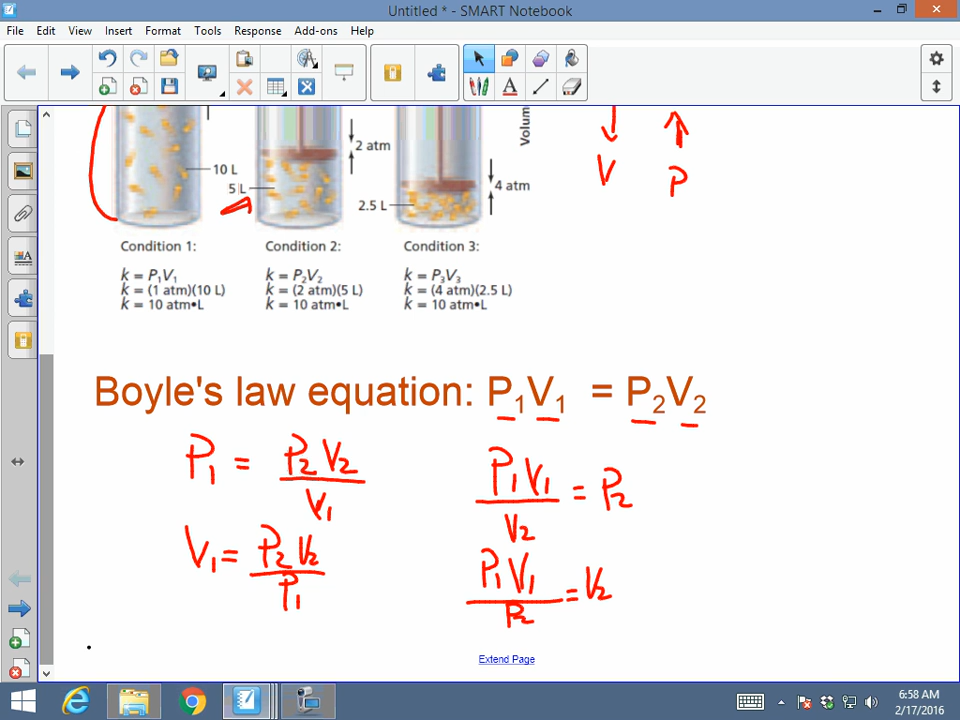 Untitled * - SMART Notebook
File Edit View Insert Format Tools Response Add-ons Help
2 atm
10 L
5 L
4 atm
2.5 L
Volum
V P
Condition 1:
k = P₁V₁
k = (1 atm)(10 L)
k = 10 atm•L
Condition 2:
k = P₂V₂
k = (2 atm)(5 L)
k = 10 atm•L
Condition 3:
k = P₃V₃
k = (4 atm)(2.5 L)
k = 10 atm•L
Boyle's law equation: P₁V₁ = P₂V₂
P₁ = P₂V₂ / V₁
P₁V₁ / V₂ = P₂
V₁ = P₂V₂ / P₁
P₁V₁ / P₂ = V₂
Extend Page
6:58 AM
2/17/2016